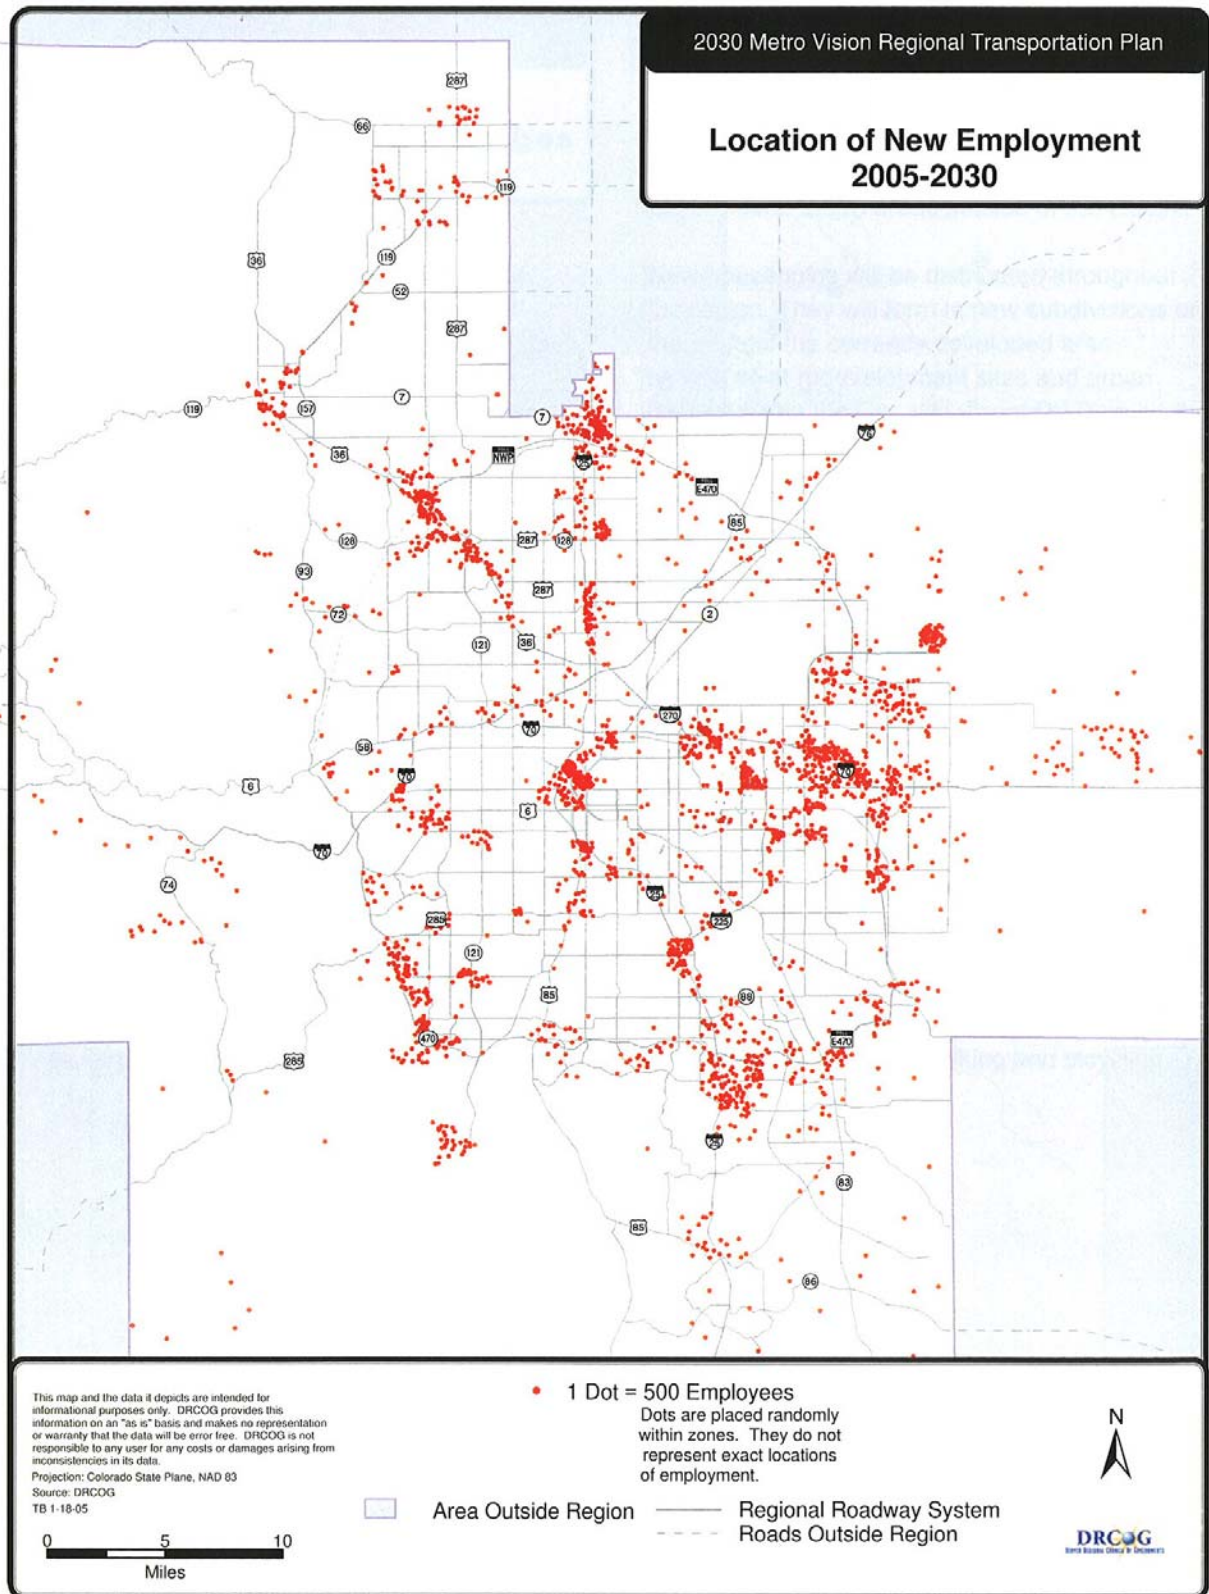 2030 Metro Vision Regional Transportation Plan
Location of New Employment
2005-2030
287
66
119
36
119
52
287
7
119
157
7
36
NWP
25
76
E-470
85
128
287
128
93
287
72
2
121
36
270
70
58
70
70
6
6
70
74
25
225
285
121
85
88
470
E-470
285
25
83
85
86
This map and the data it depicts are intended for
informational purposes only. DRCOG provides this
information on an "as is" basis and makes no representation
or warranty that the data will be error free. DRCOG is not
responsible to any user for any costs or damages arising from
inconsistencies in its data.
Projection: Colorado State Plane, NAD 83
Source: DRCOG
TB 1-18-05
0 5 10
Miles
1 Dot = 500 Employees
Dots are placed randomly
within zones. They do not
represent exact locations
of employment.
Area Outside Region
Regional Roadway System
Roads Outside Region
N
DRCOG